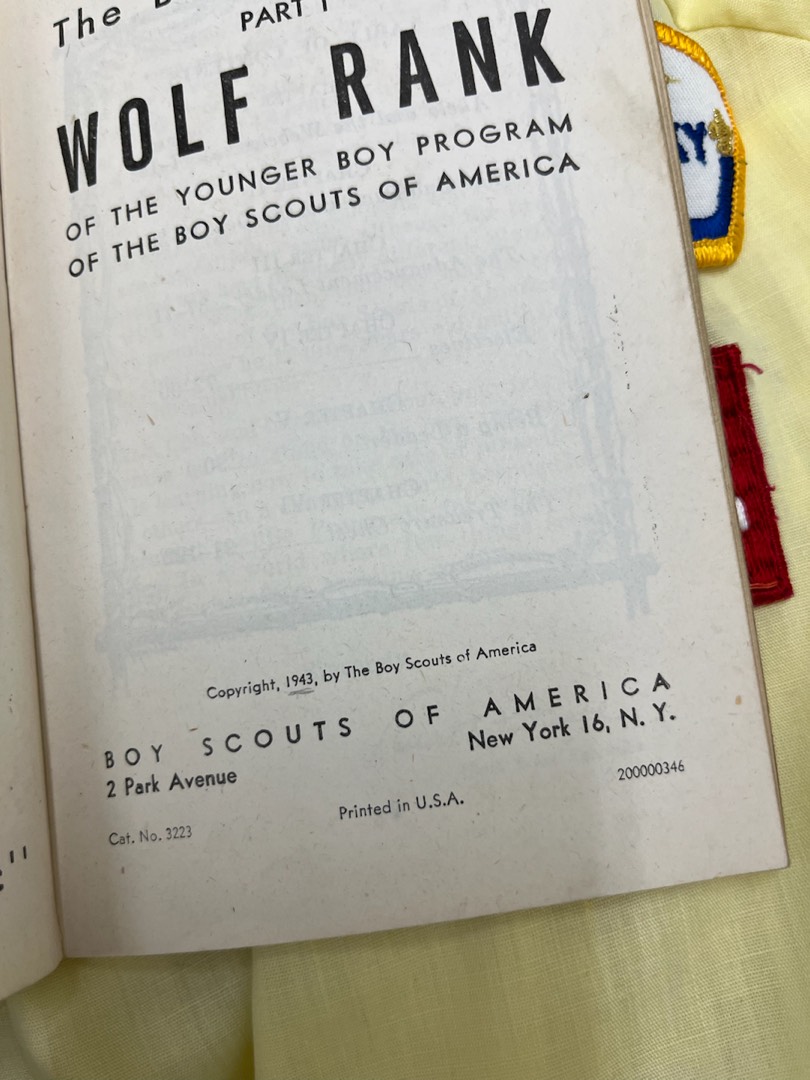 The
PART 1
WOLF RANK
OF THE YOUNGER BOY PROGRAM
OF THE BOY SCOUTS OF AMERICA
Copyright, 1943, by The Boy Scouts of America
BOY SCOUTS OF AMERICA
2 Park Avenue New York 16, N. Y.
Printed in U.S.A. 200000346
Cat. No. 3223